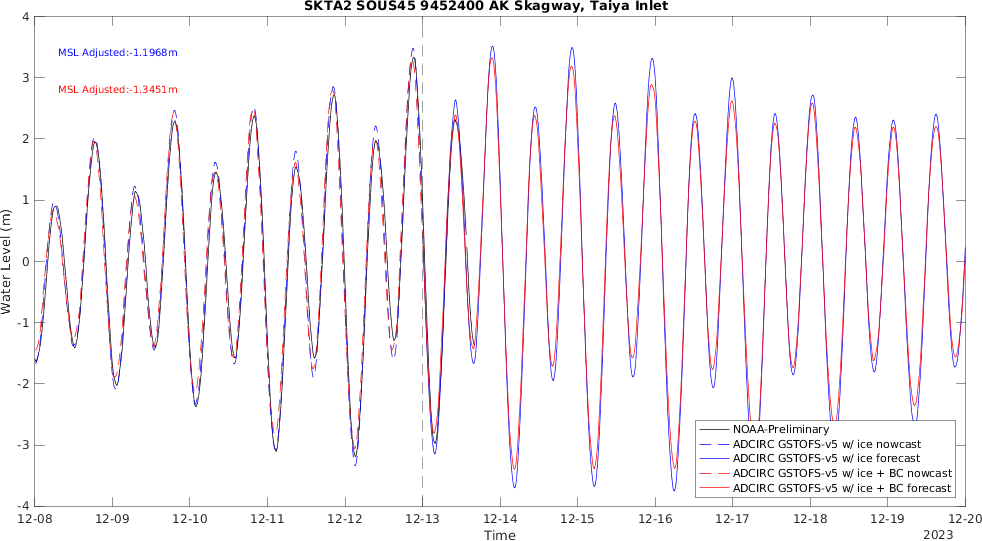 SKTA2 SOUS45 9452400 AK Skagway, Taiya Inlet
4
MSL Adjusted:-1.1968m
3
MSL Adjusted:-1.3451m
2
1
0
-1
-2
-3
-4
Water Level (m)
NOAA-Preliminary
ADCIRC GSTOFS-v5 w/ ice nowcast
ADCIRC GSTOFS-v5 w/ ice forecast
ADCIRC GSTOFS-v5 w/ ice + BC nowcast
ADCIRC GSTOFS-v5 w/ ice + BC forecast
12-08 12-09 12-10 12-11 12-12 12-13 12-14 12-15 12-16 12-17 12-18 12-19 12-20
Time
2023